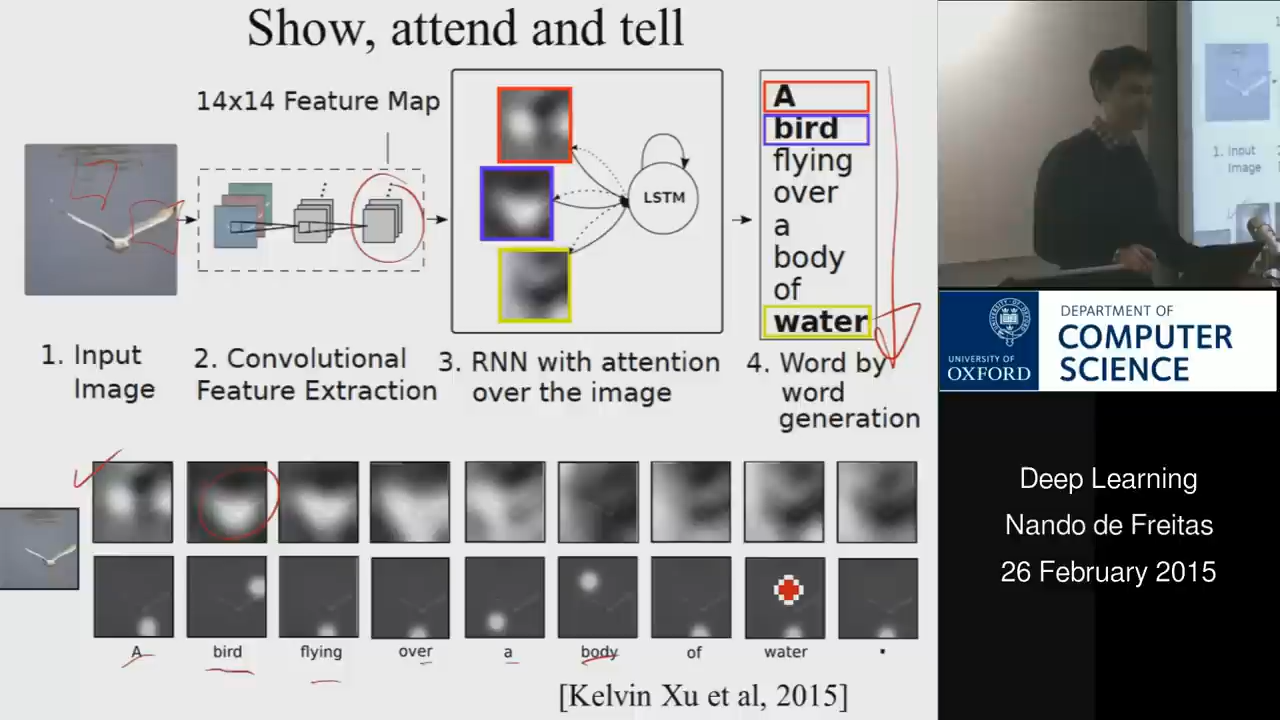 Show, attend and tell
14x14 Feature Map
LSTM
A
bird
flying
over
a
body
of
water
1. Input
Image
2. Convolutional
Feature Extraction
3. RNN with attention
over the image
4. Word by
word
generation
A bird flying over a body of water .
[Kelvin Xu et al, 2015]
1. Input
Image
UNIVERSITY OF
OXFORD
DEPARTMENT OF
COMPUTER
SCIENCE
Deep Learning
Nando de Freitas
26 February 2015